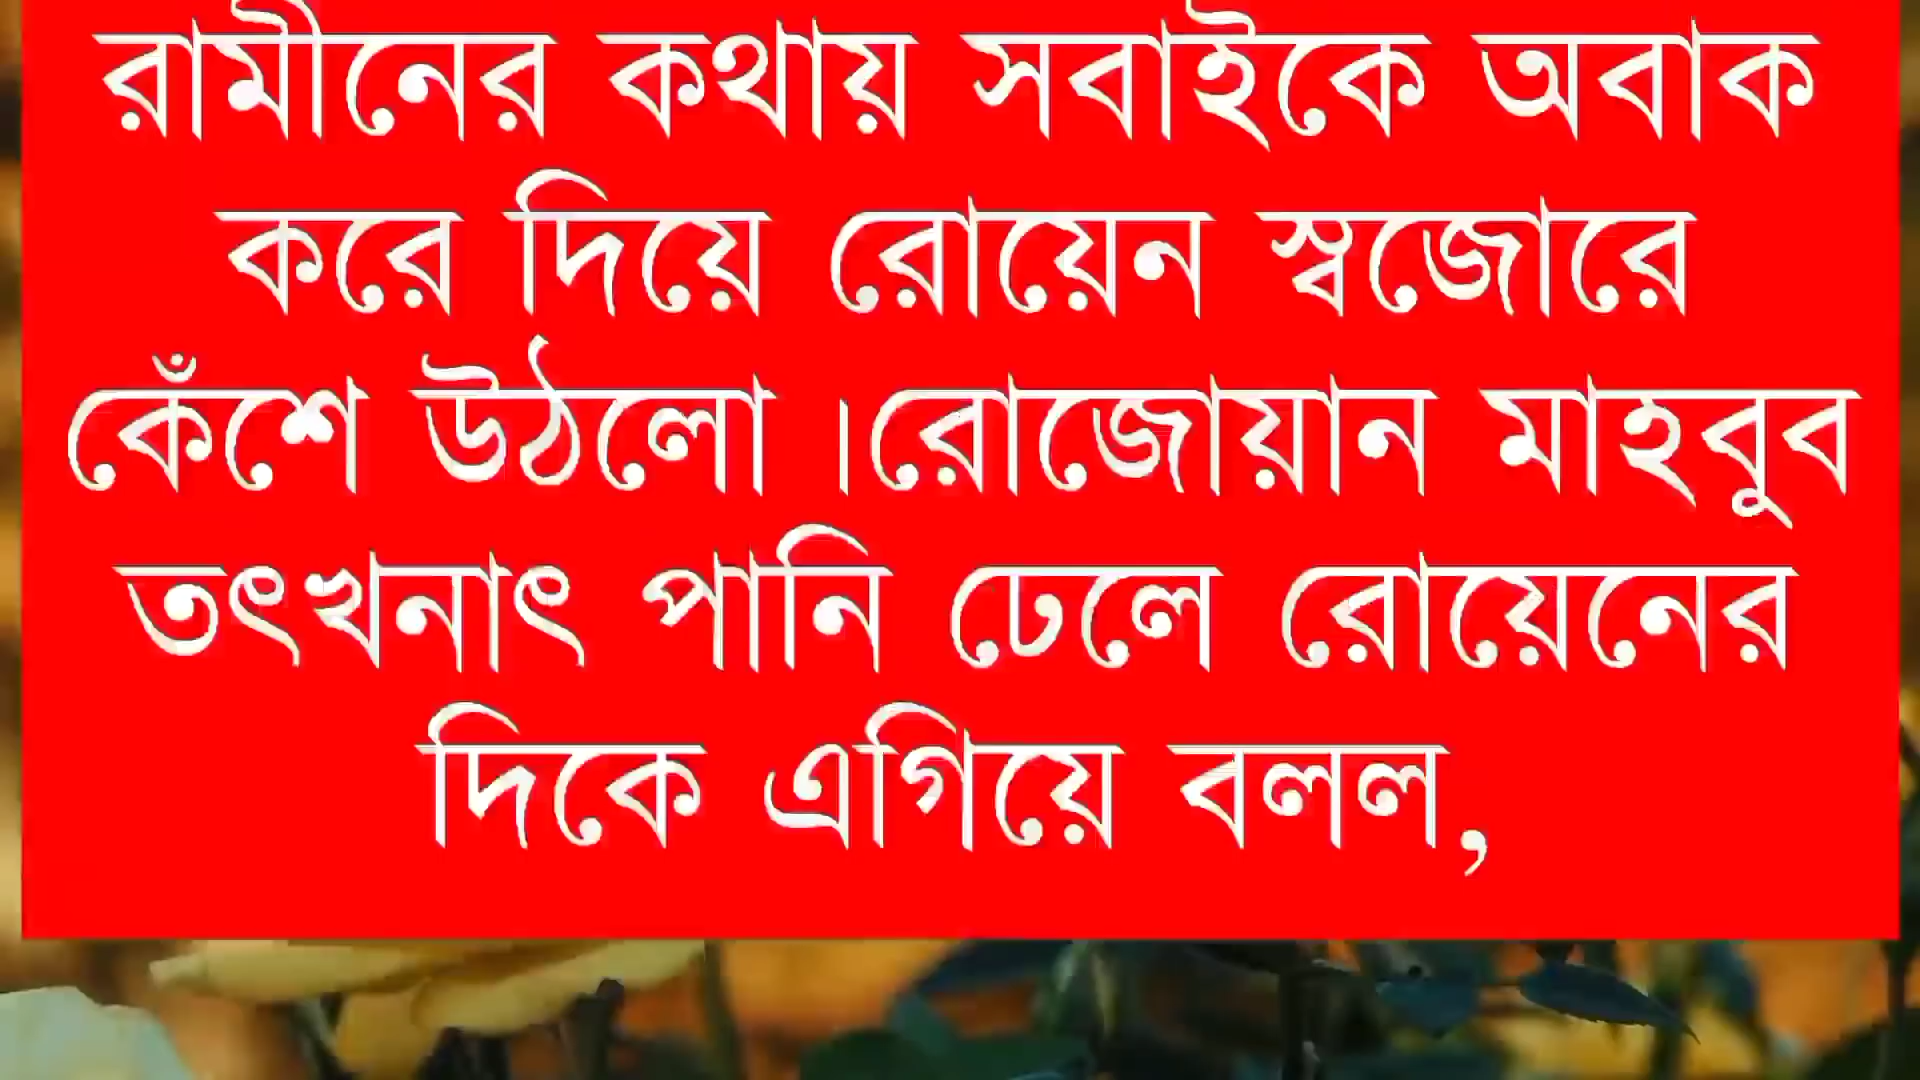 রামীনের কথায় সবাইকে অবাক
করে দিয়ে রোয়েন স্বজোরে
কেঁশে উঠলো ।রোজোয়ান মাহবুব
তৎখনাৎ পানি ঢেলে রোয়েনের
দিকে এগিয়ে বলল,